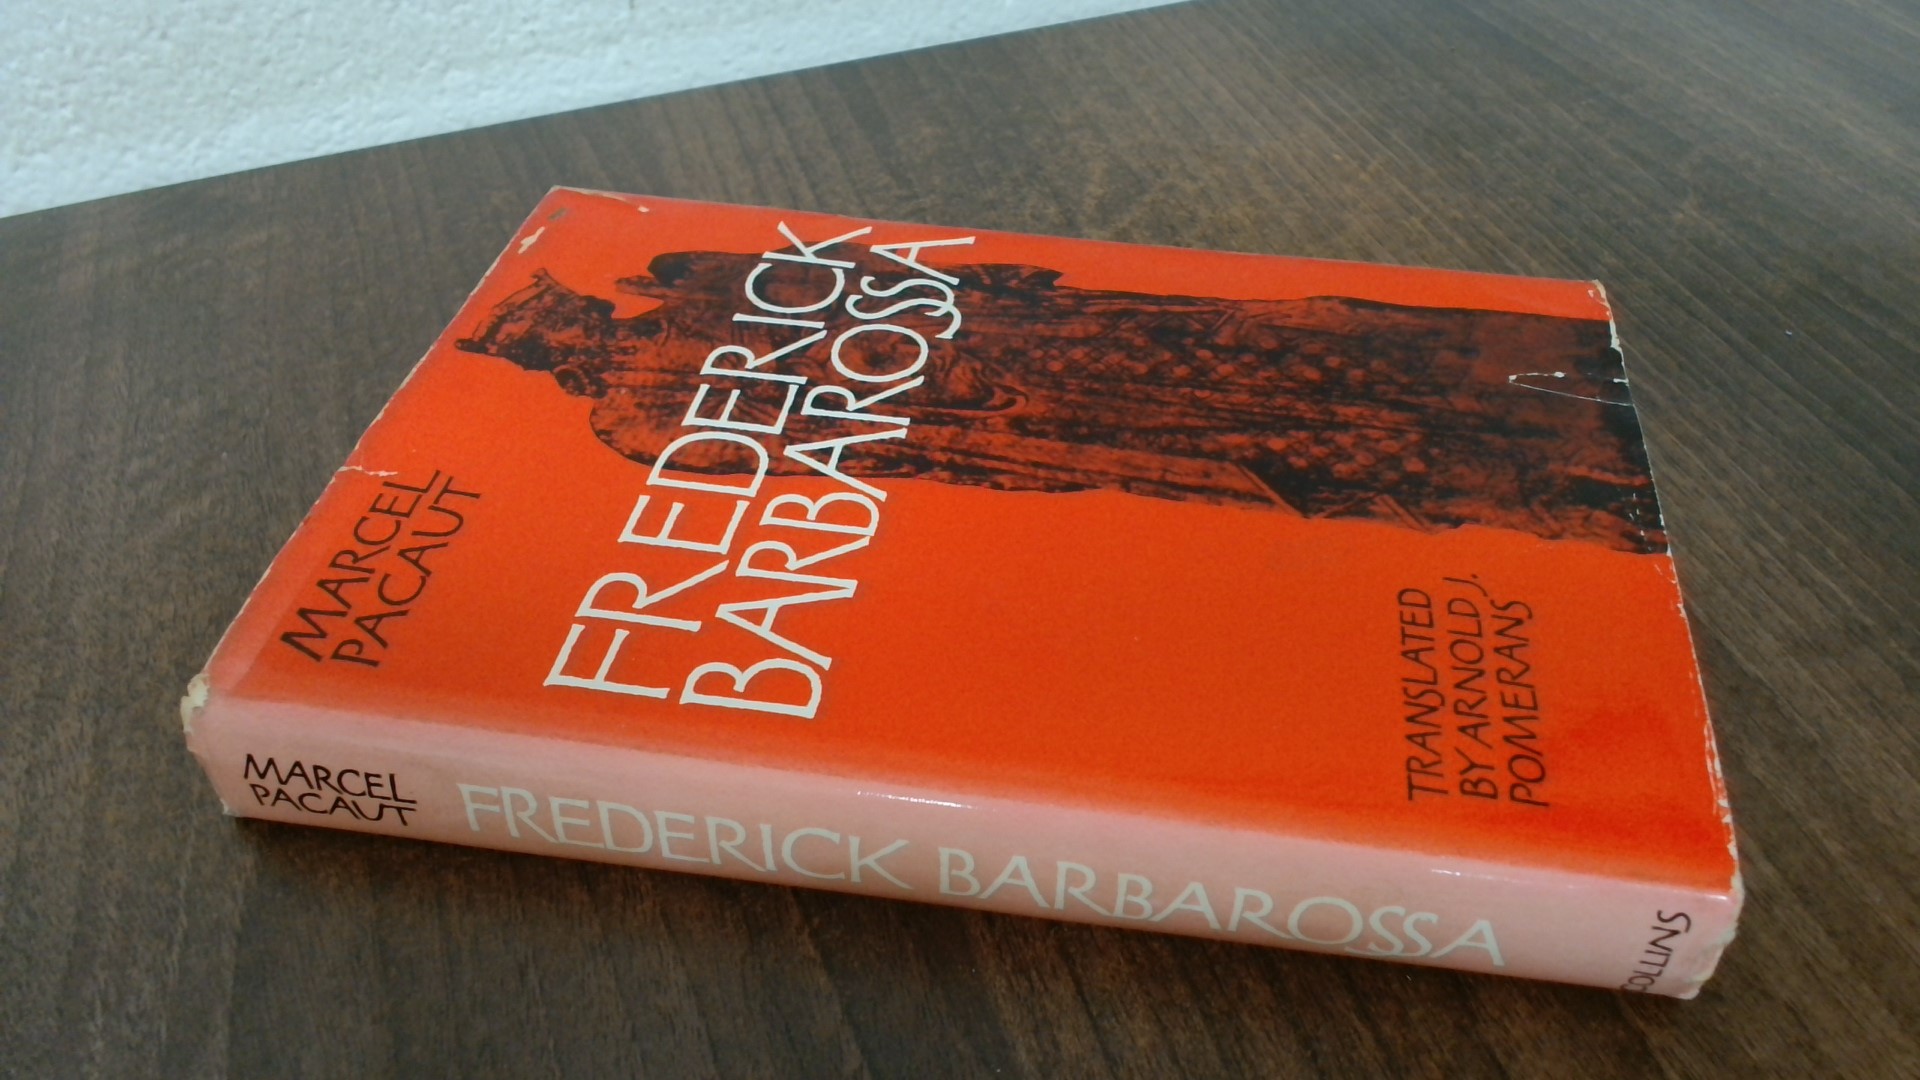 MARCEL
PACAUT
FREDERICK
BARBAROSSA
TRANSLATED
BY ARNOLD J.
POMERANS
MARCEL
PACAUT
FREDERICK BARBAROSSA
COLLINS